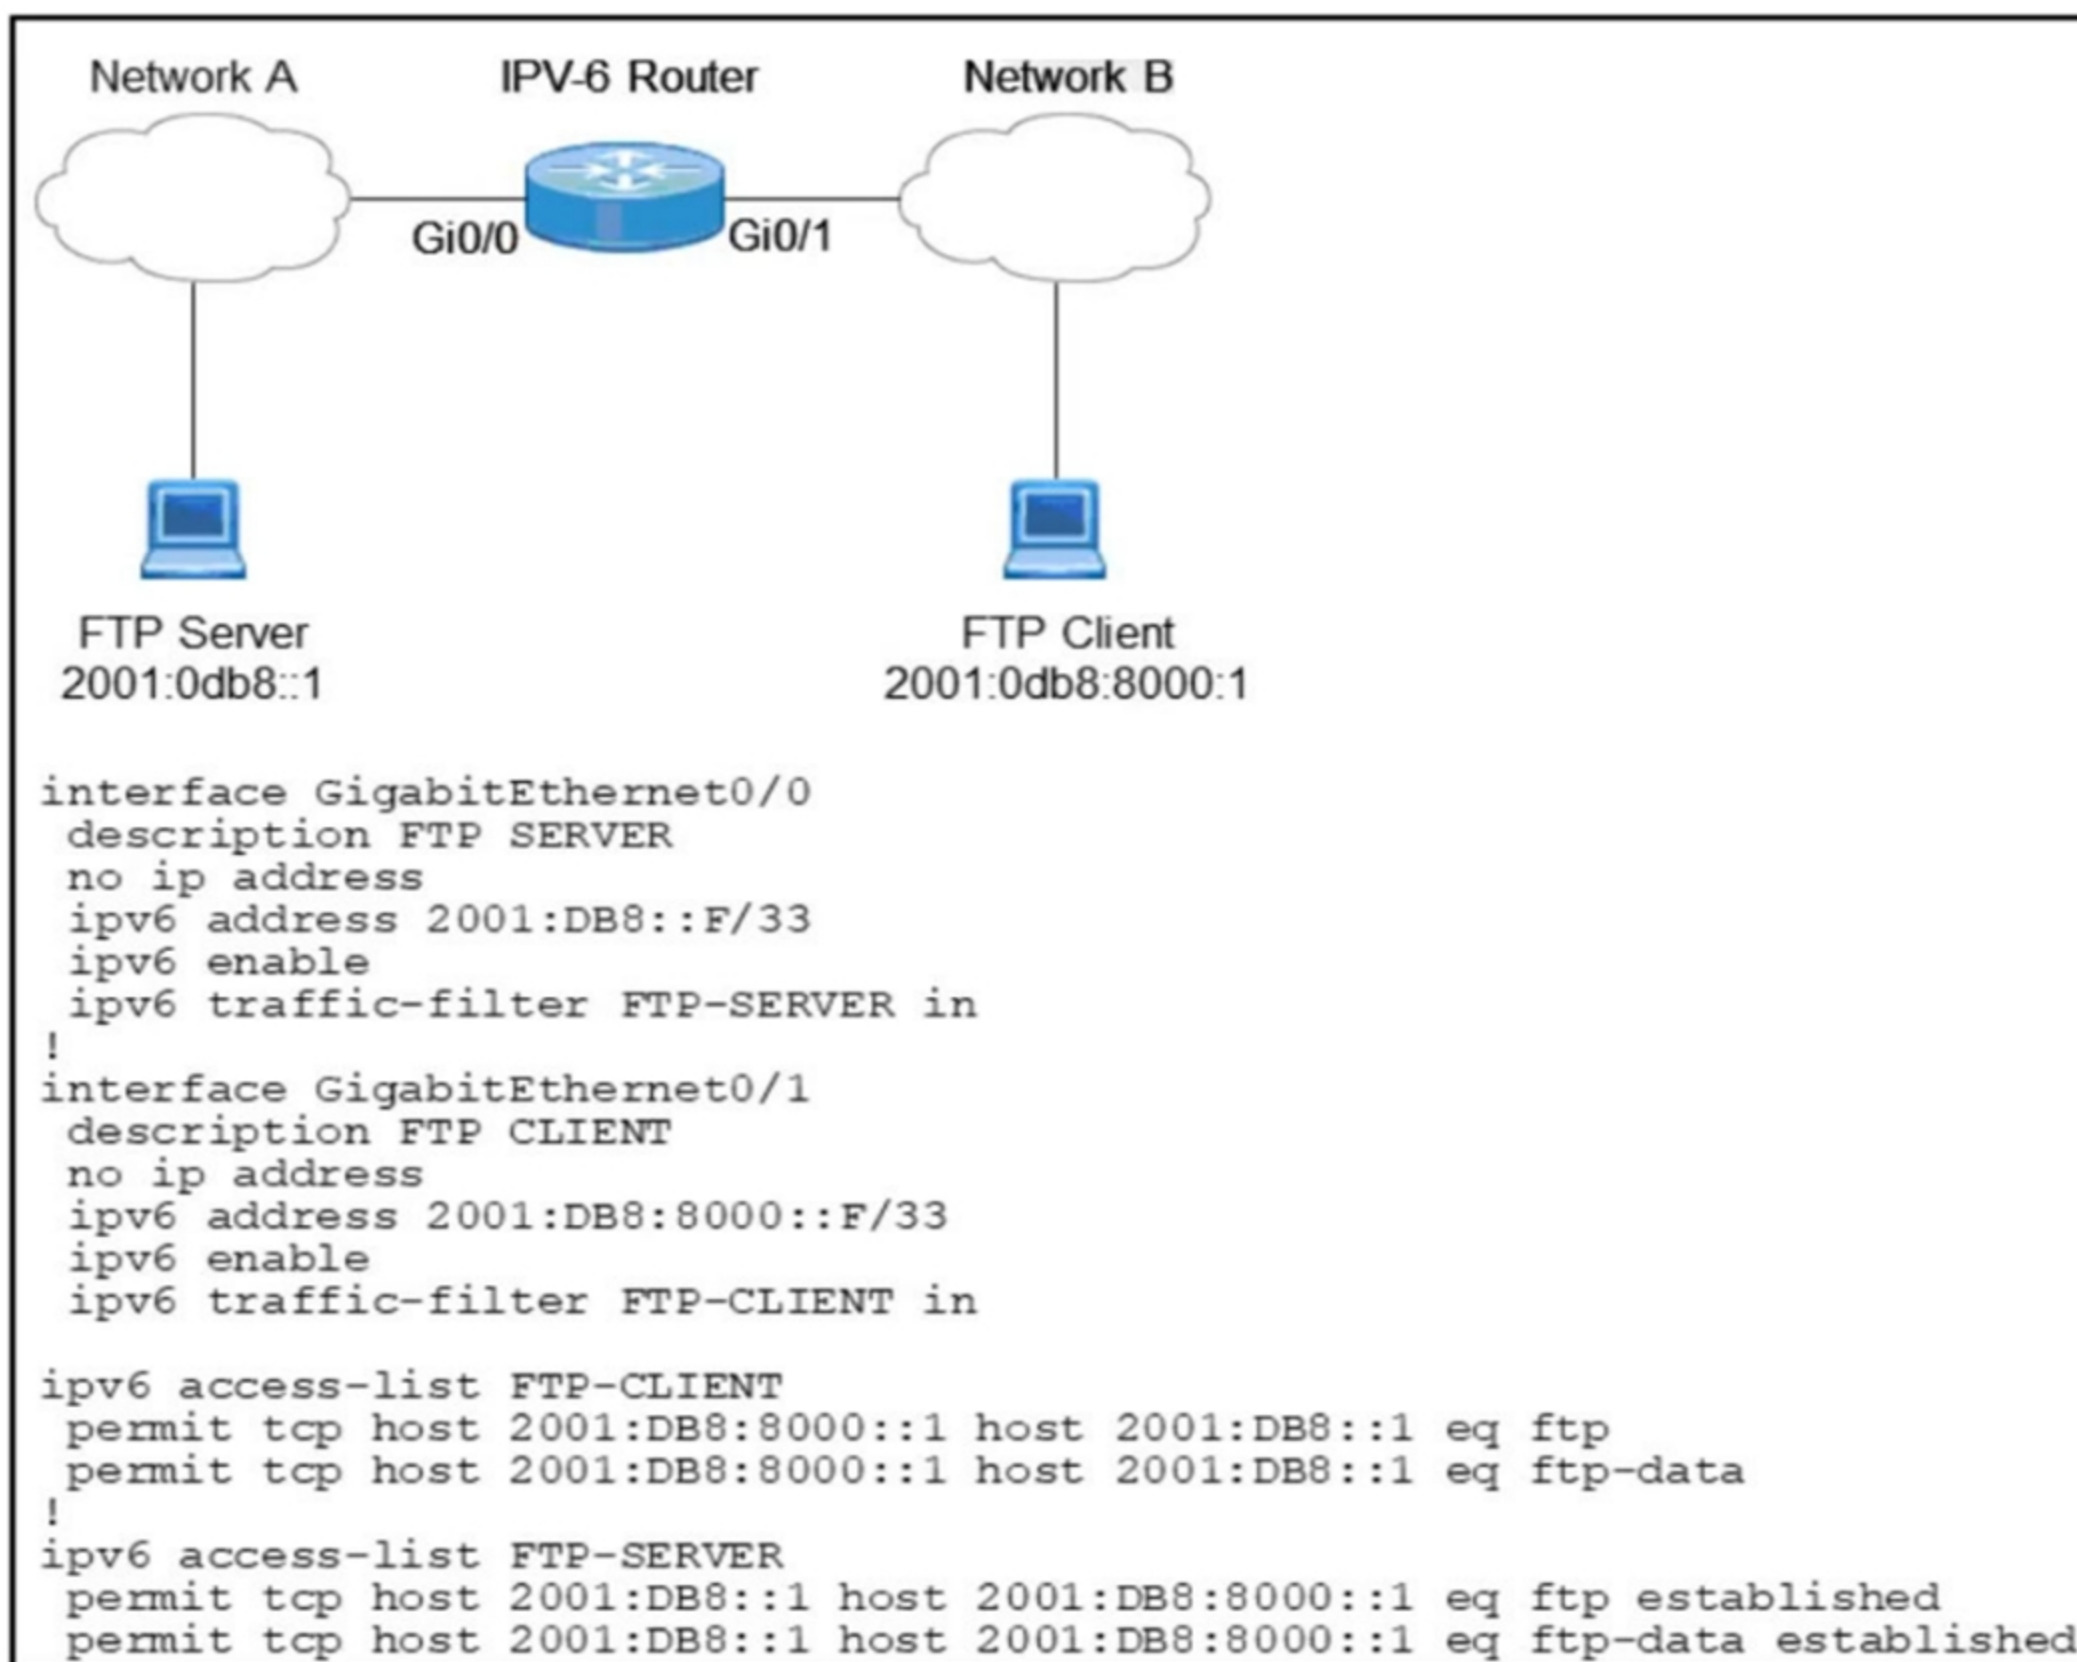 Network A
IPV-6 Router
Network B
Gi0/0
Gi0/1
FTP Server
2001:0db8::1
FTP Client
2001:0db8:8000:1
interface GigabitEthernet0/0
description FTP SERVER
no ip address
ipv6 address 2001:DB8::F/33
ipv6 enable
ipv6 traffic-filter FTP-SERVER in
!
interface GigabitEthernet0/1
description FTP CLIENT
no ip address
ipv6 address 2001:DB8:8000::F/33
ipv6 enable
ipv6 traffic-filter FTP-CLIENT in
ipv6 access-list FTP-CLIENT
permit tcp host 2001:DB8:8000::1 host 2001:DB8::1 eq ftp
permit tcp host 2001:DB8:8000::1 host 2001:DB8::1 eq ftp-data
!
ipv6 access-list FTP-SERVER
permit tcp host 2001:DB8::1 host 2001:DB8:8000::1 eq ftp established
permit tcp host 2001:DB8::1 host 2001:DB8:8000::1 eq ftp-data established